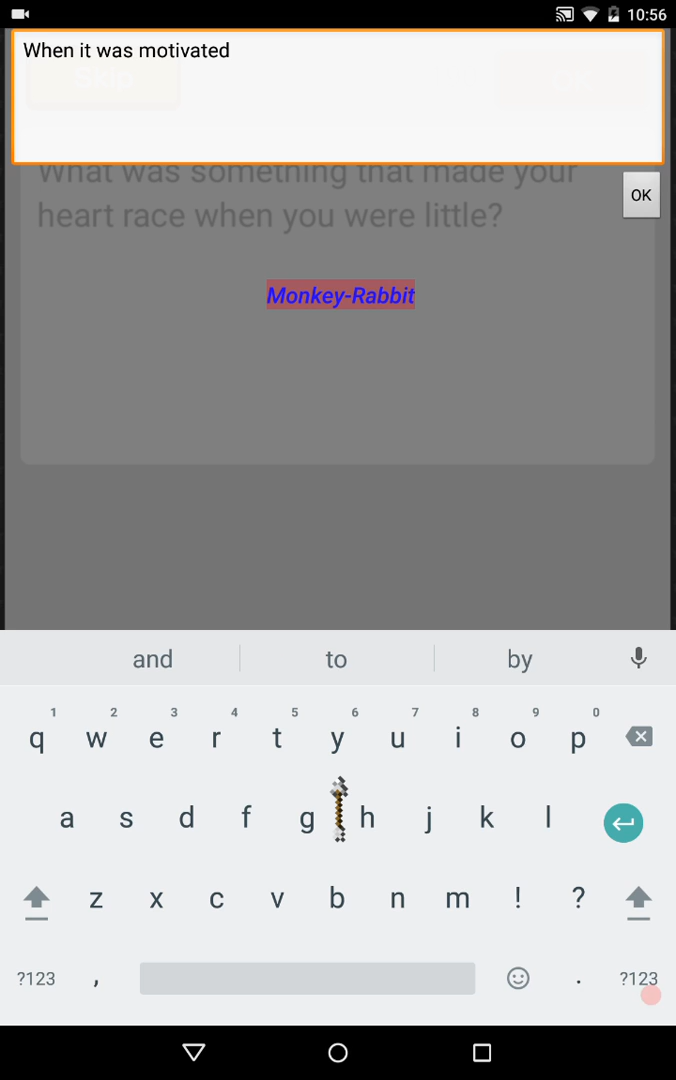 10:56
When it was motivated
Skip
What was something that made your
heart race when you were little?
OK
Monkey-Rabbit
and to by
1 2 3 4 5 6 7 8 9 0
q w e r t y u i o p
a s d f g h j k l
z x c v b n m ! ?
?123 , . ?123